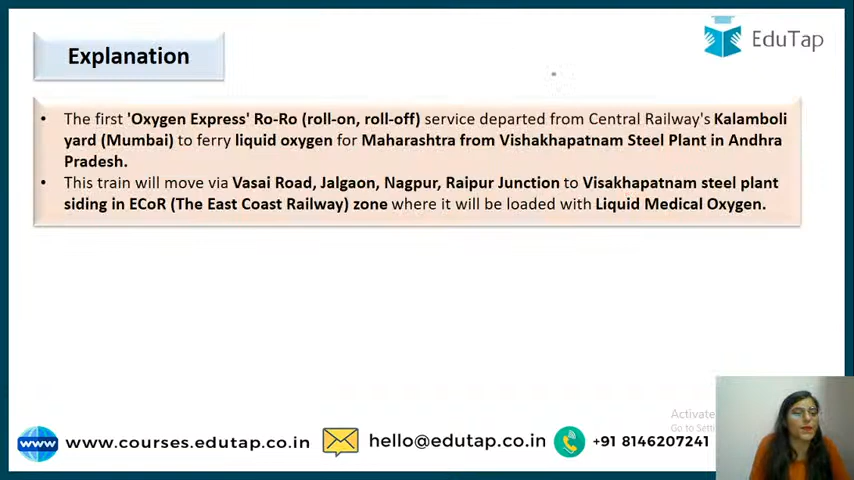 EduTap
Explanation
• The first 'Oxygen Express' Ro-Ro (roll-on, roll-off) service departed from Central Railway's Kalamboli
yard (Mumbai) to ferry liquid oxygen for Maharashtra from Vishakhapatnam Steel Plant in Andhra
Pradesh.
• This train will move via Vasai Road, Jalgaon, Nagpur, Raipur Junction to Visakhapatnam steel plant
siding in ECoR (The East Coast Railway) zone where it will be loaded with Liquid Medical Oxygen.
Activate
Go to Setti
www www.courses.edutap.co.in hello@edutap.co.in +91 8146207241